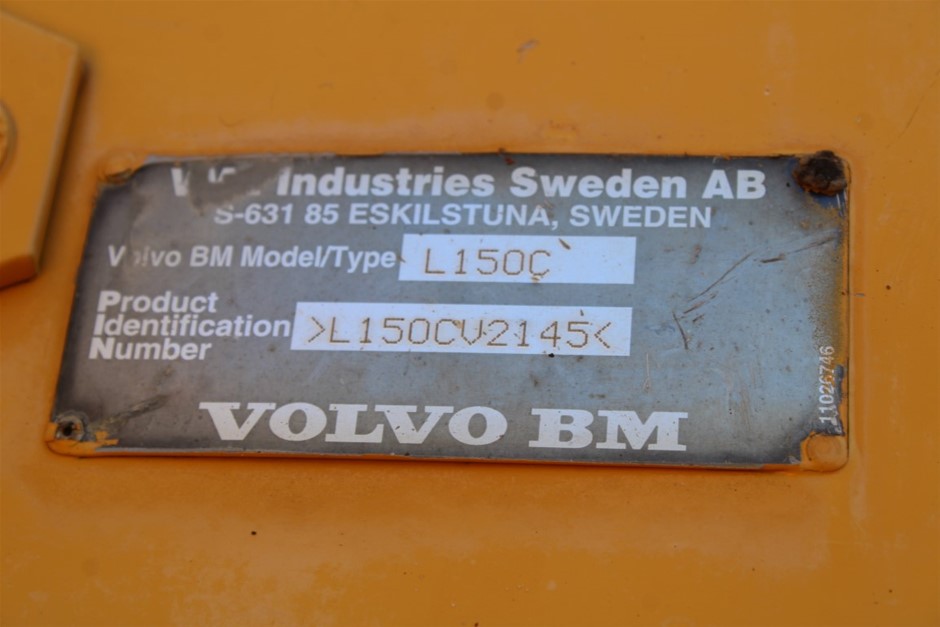 Industries Sweden AB
S-631 85 ESKILSTUNA, SWEDEN
Volvo BM Model/Type L150C
Product
Identification
Number
>L150CV2145<
11026746
VOLVO BM